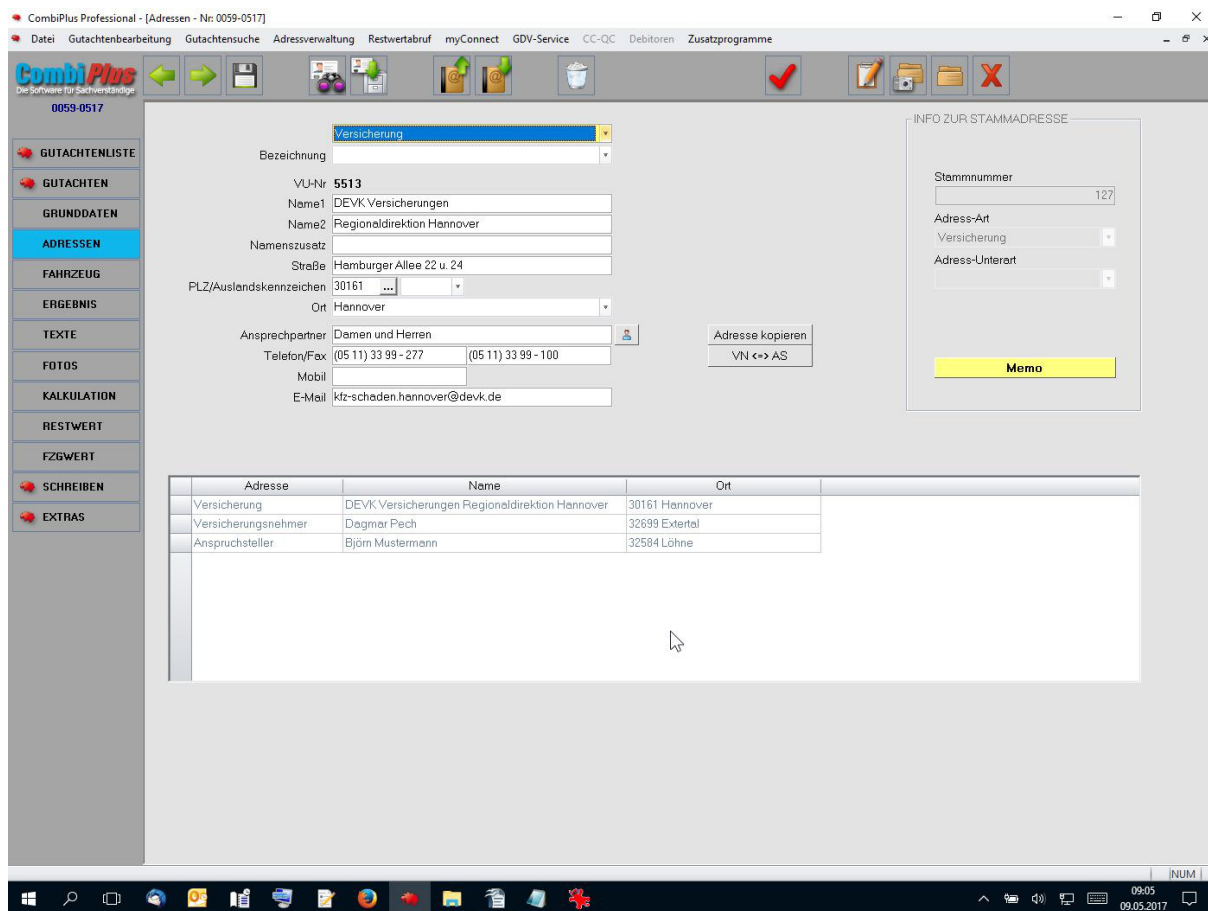 CombiPlus Professional - [Adressen - Nr: 0059-0517]
Datei Gutachtenbearbeitung Gutachtensuche Adressverwaltung Restwertabruf myConnect GDV-Service CC-QC Debitoren Zusatzprogramme
CombiPlus
Die Software für Sachverständige
0059-0517
GUTACHTENLISTE
GUTACHTEN
GRUNDDATEN
ADRESSEN
FAHRZEUG
ERGEBNIS
TEXTE
FOTOS
KALKULATION
RESTWERT
FZGWERT
SCHREIBEN
EXTRAS
Versicherung
Bezeichnung
VU-Nr 5513
Name1 DEVK Versicherungen
Name2 Regionaldirektion Hannover
Namenszusatz
Straße Hamburger Allee 22 u. 24
PLZ/Auslandskennzeichen 30161 ...
Ort Hannover
Ansprechpartner Damen und Herren
Telefon/Fax (05 11) 33 99 - 277 (05 11) 33 99 - 100
Mobil
E-Mail kfz-schaden.hannover@devk.de
Adresse kopieren
VN <=> AS
INFO ZUR STAMMADRESSE
Stammnummer
127
Adress-Art
Versicherung
Adress-Unterart
Memo
Adresse Name Ort
Versicherung DEVK Versicherungen Regionaldirektion Hannover 30161 Hannover
Versicherungsnehmer Dagmar Pech 32699 Extertal
Anspruchsteller Björn Mustermann 32584 Löhne
NUM
09:05
09.05.2017